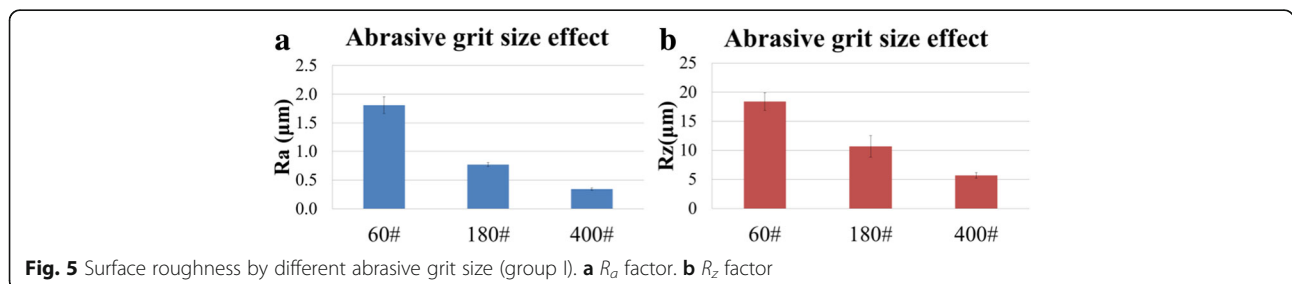 a Abrasive grit size effect
2.5
2.0
1.5
1.0
0.5
0.0
Ra (μm)
60# 180# 400#
b Abrasive grit size effect
25
20
15
10
5
0
Rz(μm)
60# 180# 400#
Fig. 5 Surface roughness by different abrasive grit size (group I). a Ra factor. b Rz factor